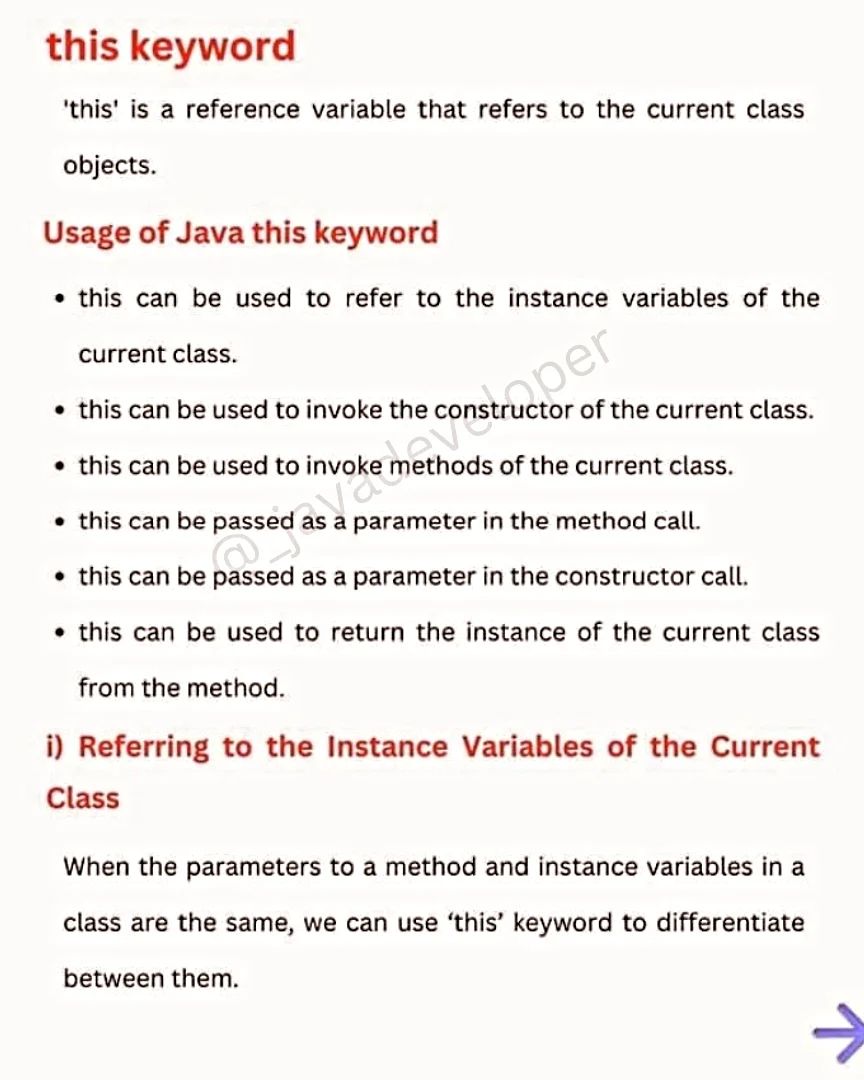 this keyword
'this' is a reference variable that refers to the current class
objects.
Usage of Java this keyword
• this can be used to refer to the instance variables of the
current class.
• this can be used to invoke the constructor of the current class.
• this can be used to invoke methods of the current class.
• this can be passed as a parameter in the method call.
• this can be passed as a parameter in the constructor call.
• this can be used to return the instance of the current class
from the method.
@_javadeveloper
i) Referring to the Instance Variables of the Current
Class
When the parameters to a method and instance variables in a
class are the same, we can use ‘this’ keyword to differentiate
between them.